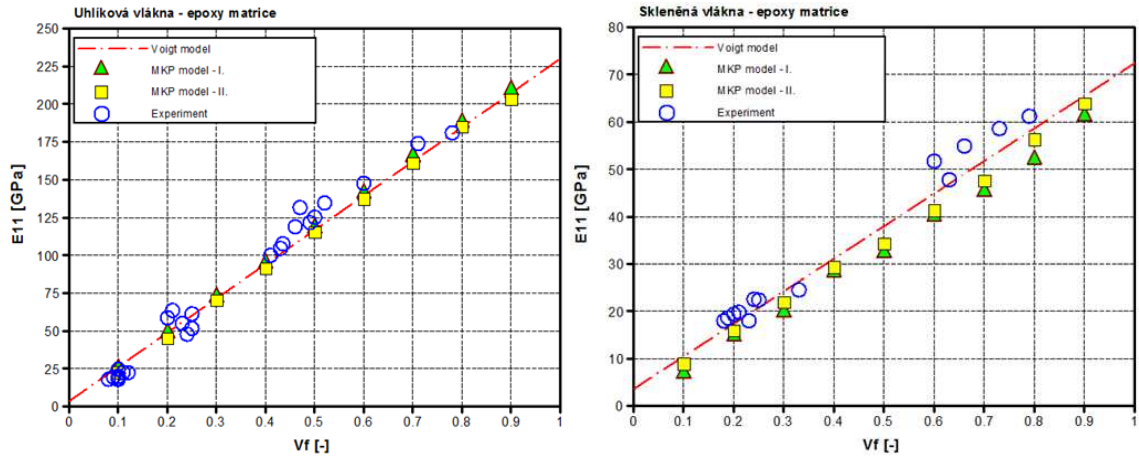 Uhlíková vlákna - epoxy matrice
E11 [GPa]
250
225
200
175
150
125
100
75
50
25
0
Voigt model
MKP model - I.
MKP model - II.
Experiment
0 0.1 0.2 0.3 0.4 0.5 0.6 0.7 0.8 0.9 1
Vf [-]
Skleněná vlákna - epoxy matrice
E11 [GPa]
80
70
60
50
40
30
20
10
0
Voigt model
MKP model - I.
MKP model - II.
Experiment
0 0.1 0.2 0.3 0.4 0.5 0.6 0.7 0.8 0.9 1
Vf [-]